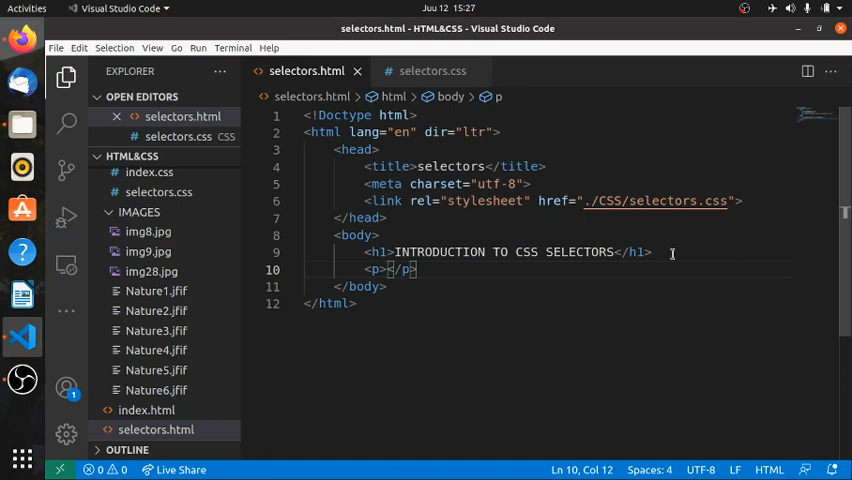 Activities
Visual Studio Code
Juu 12 15:27
selectors.html - HTML&CSS - Visual Studio Code
File Edit Selection View Go Run Terminal Help
EXPLORER
OPEN EDITORS
selectors.html
selectors.css CSS
HTML&CSS
index.css
selectors.css
IMAGES
img8.jpg
img9.jpg
img28.jpg
Nature1.jfif
Nature2.jfif
Nature3.jfif
Nature4.jfif
Nature5.jfif
Nature6.jfif
index.html
selectors.html
OUTLINE
1
selectors.html
selectors.css
selectors.html > html > body > p
1 <!Doctype html>
2 <html lang="en" dir="ltr">
3 <head>
4 <title>selectors</title>
5 <meta charset="utf-8">
6 <link rel="stylesheet" href="./CSS/selectors.css">
7 </head>
8 <body>
9 <h1>INTRODUCTION TO CSS SELECTORS</h1>
10 <p></p>
11 </body>
12 </html>
0 0 Live Share
Ln 10, Col 12 Spaces: 4 UTF-8 LF HTML